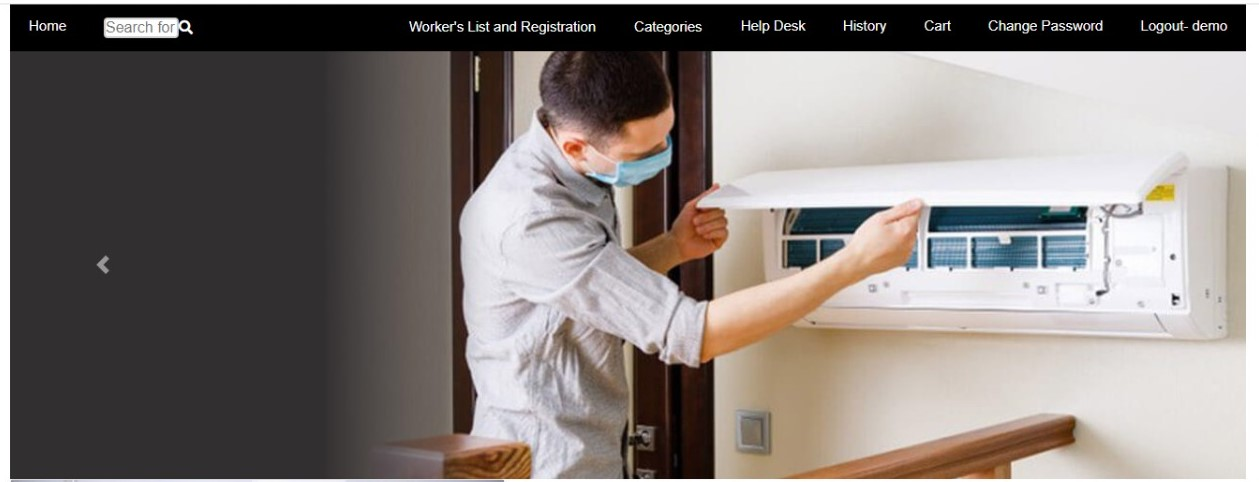 Home Search for Worker's List and Registration Categories Help Desk History Cart Change Password Logout- demo